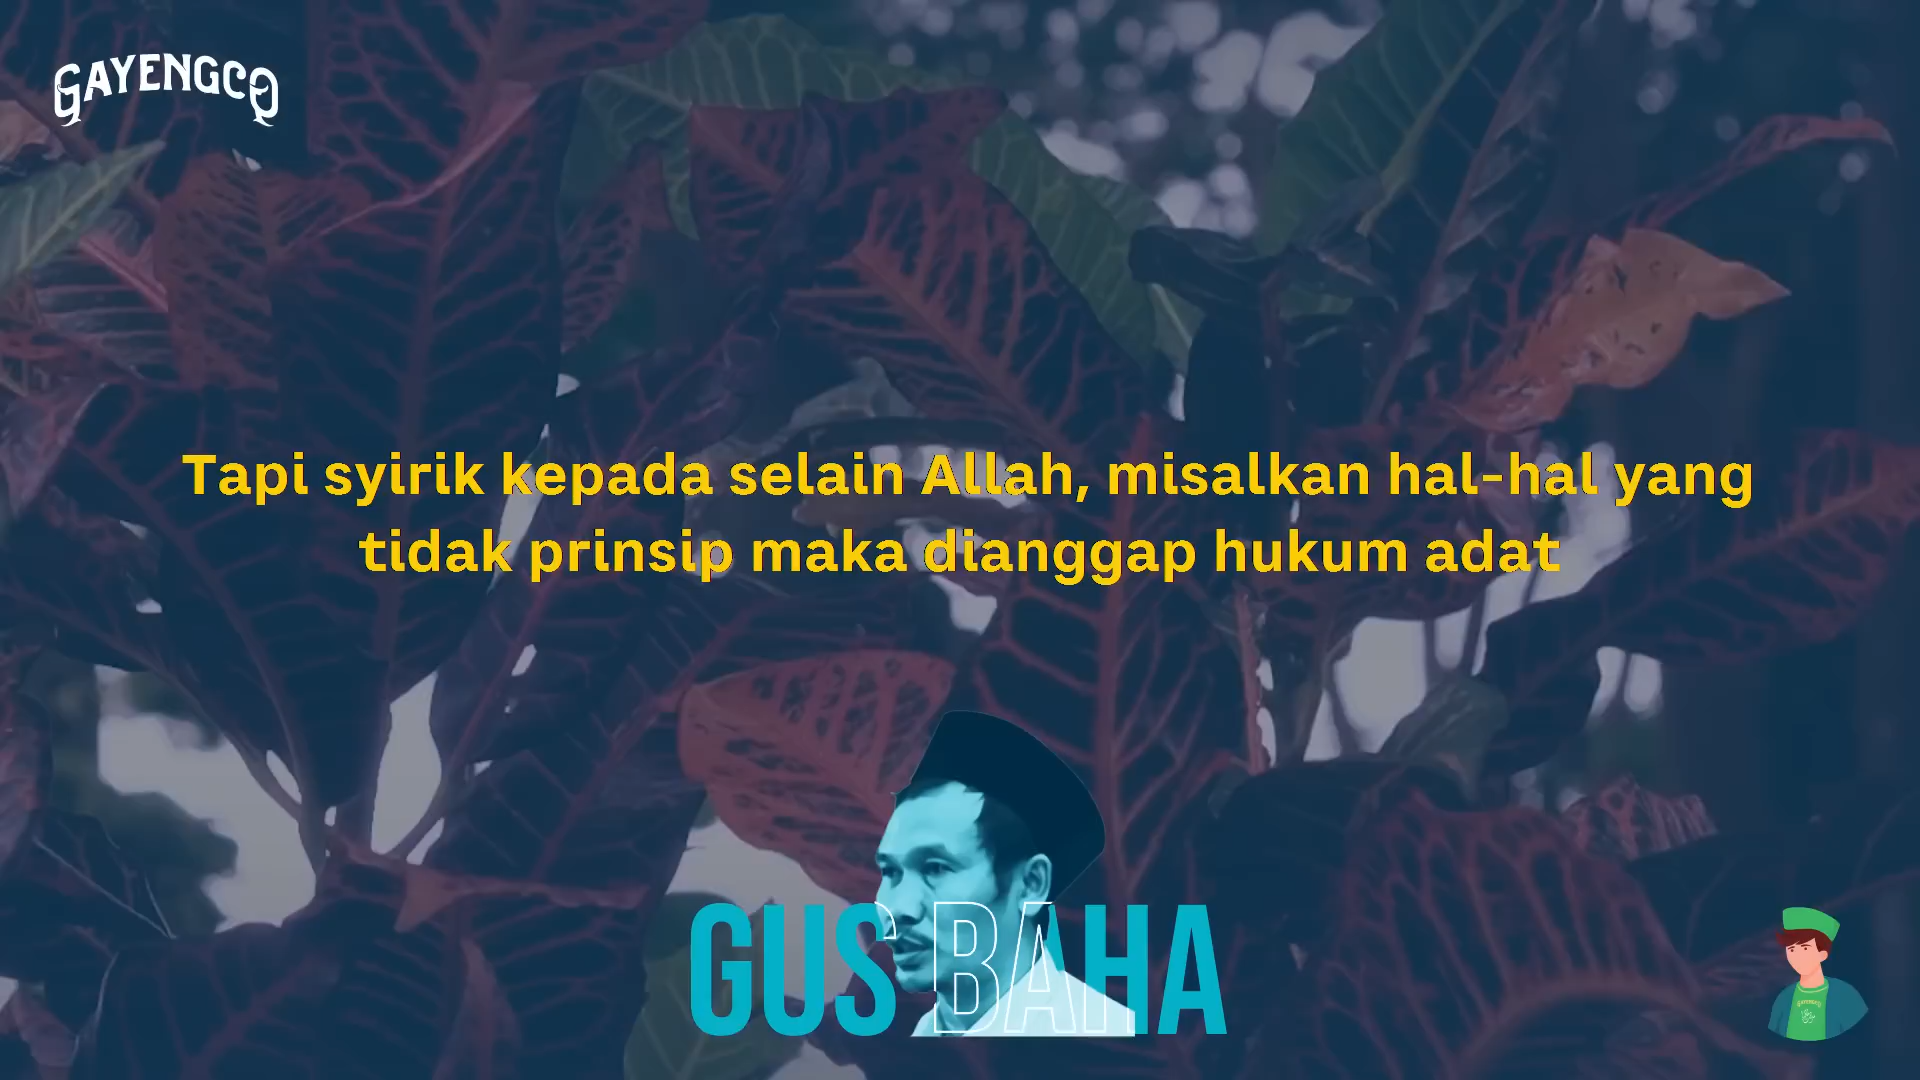 GAYENGCO
Tapi syirik kepada selain Allah, misalkan hal-hal yang
tidak prinsip maka dianggap hukum adat
GUS BAHA